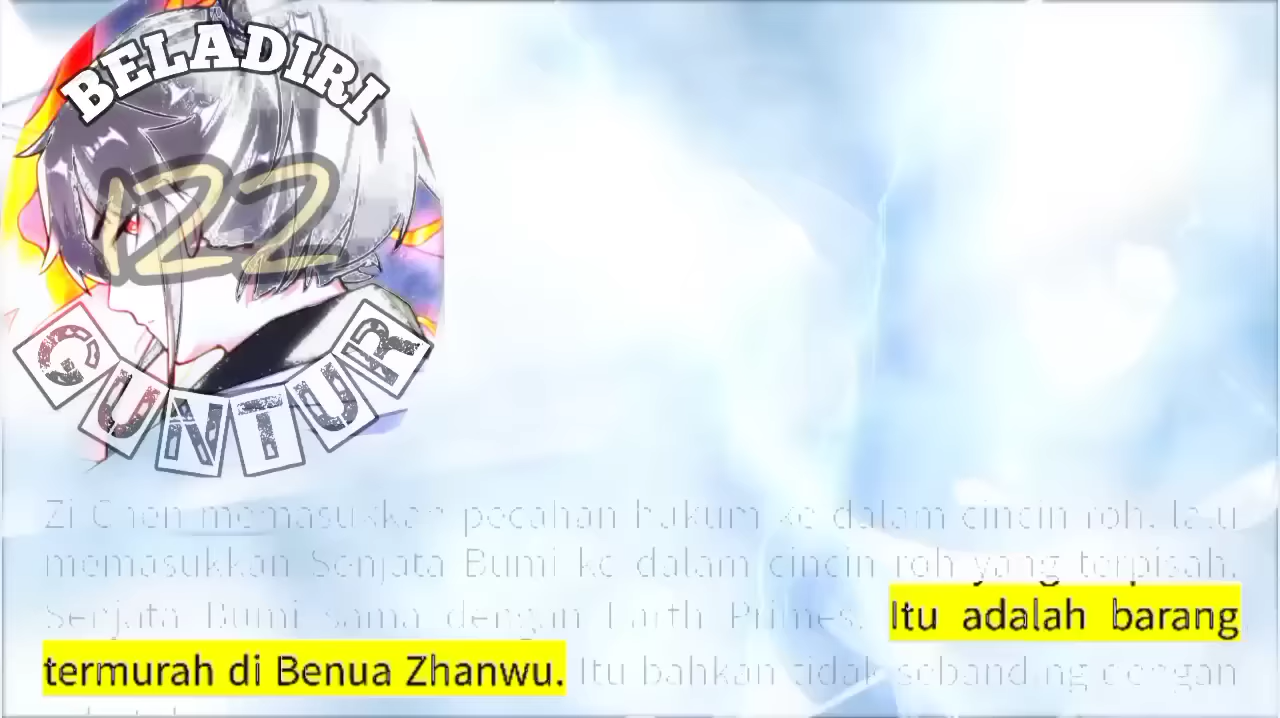 BELADIRI
122
GUNTUR
Zi Chen memasukkan pecahan hukum ke dalam cincin roh, lalu
memasukkan Senjata Bumi ke dalam cincin roh yang terpisah.
Senjata Bumi sama dengan Earth Primes. Itu adalah barang
termurah di Benua Zhanwu. Itu bahkan tidak sebanding dengan